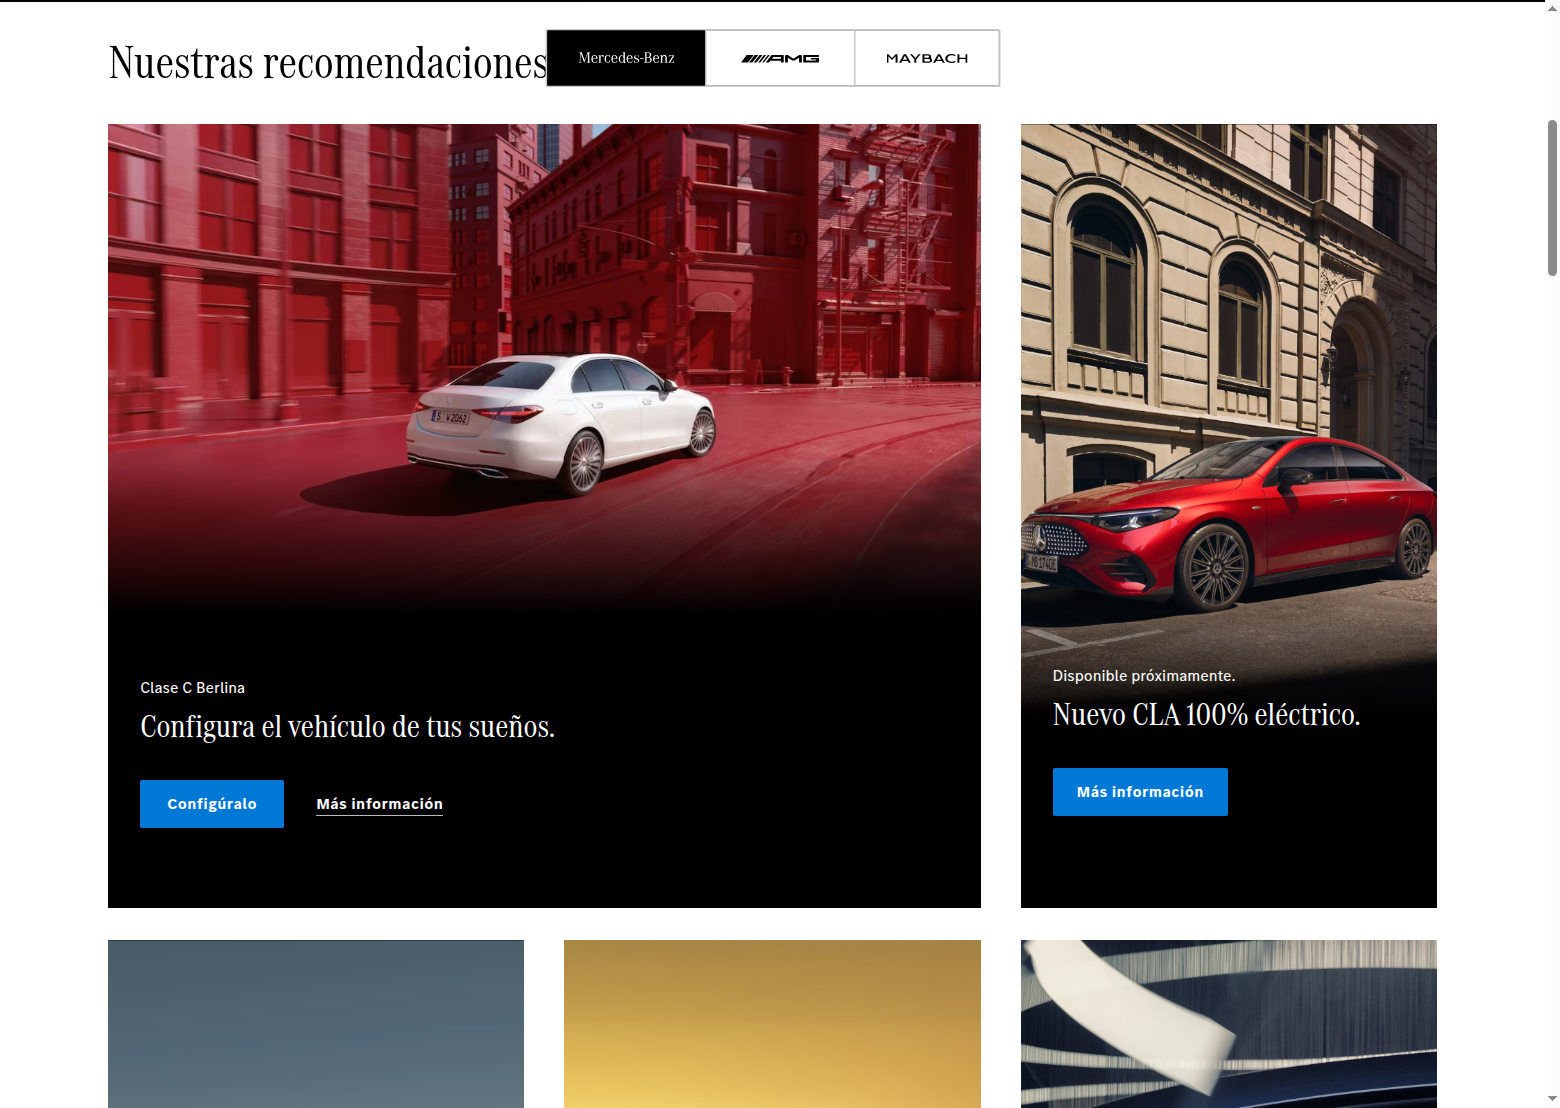 Nuestras recomendaciones
Mercedes-Benz
AMG
MAYBACH
S W 2062
Clase C Berlina
Configura el vehículo de tus sueños.
Configúralo
Más información
Disponible próximamente.
Nuevo CLA 100% eléctrico.
Más información